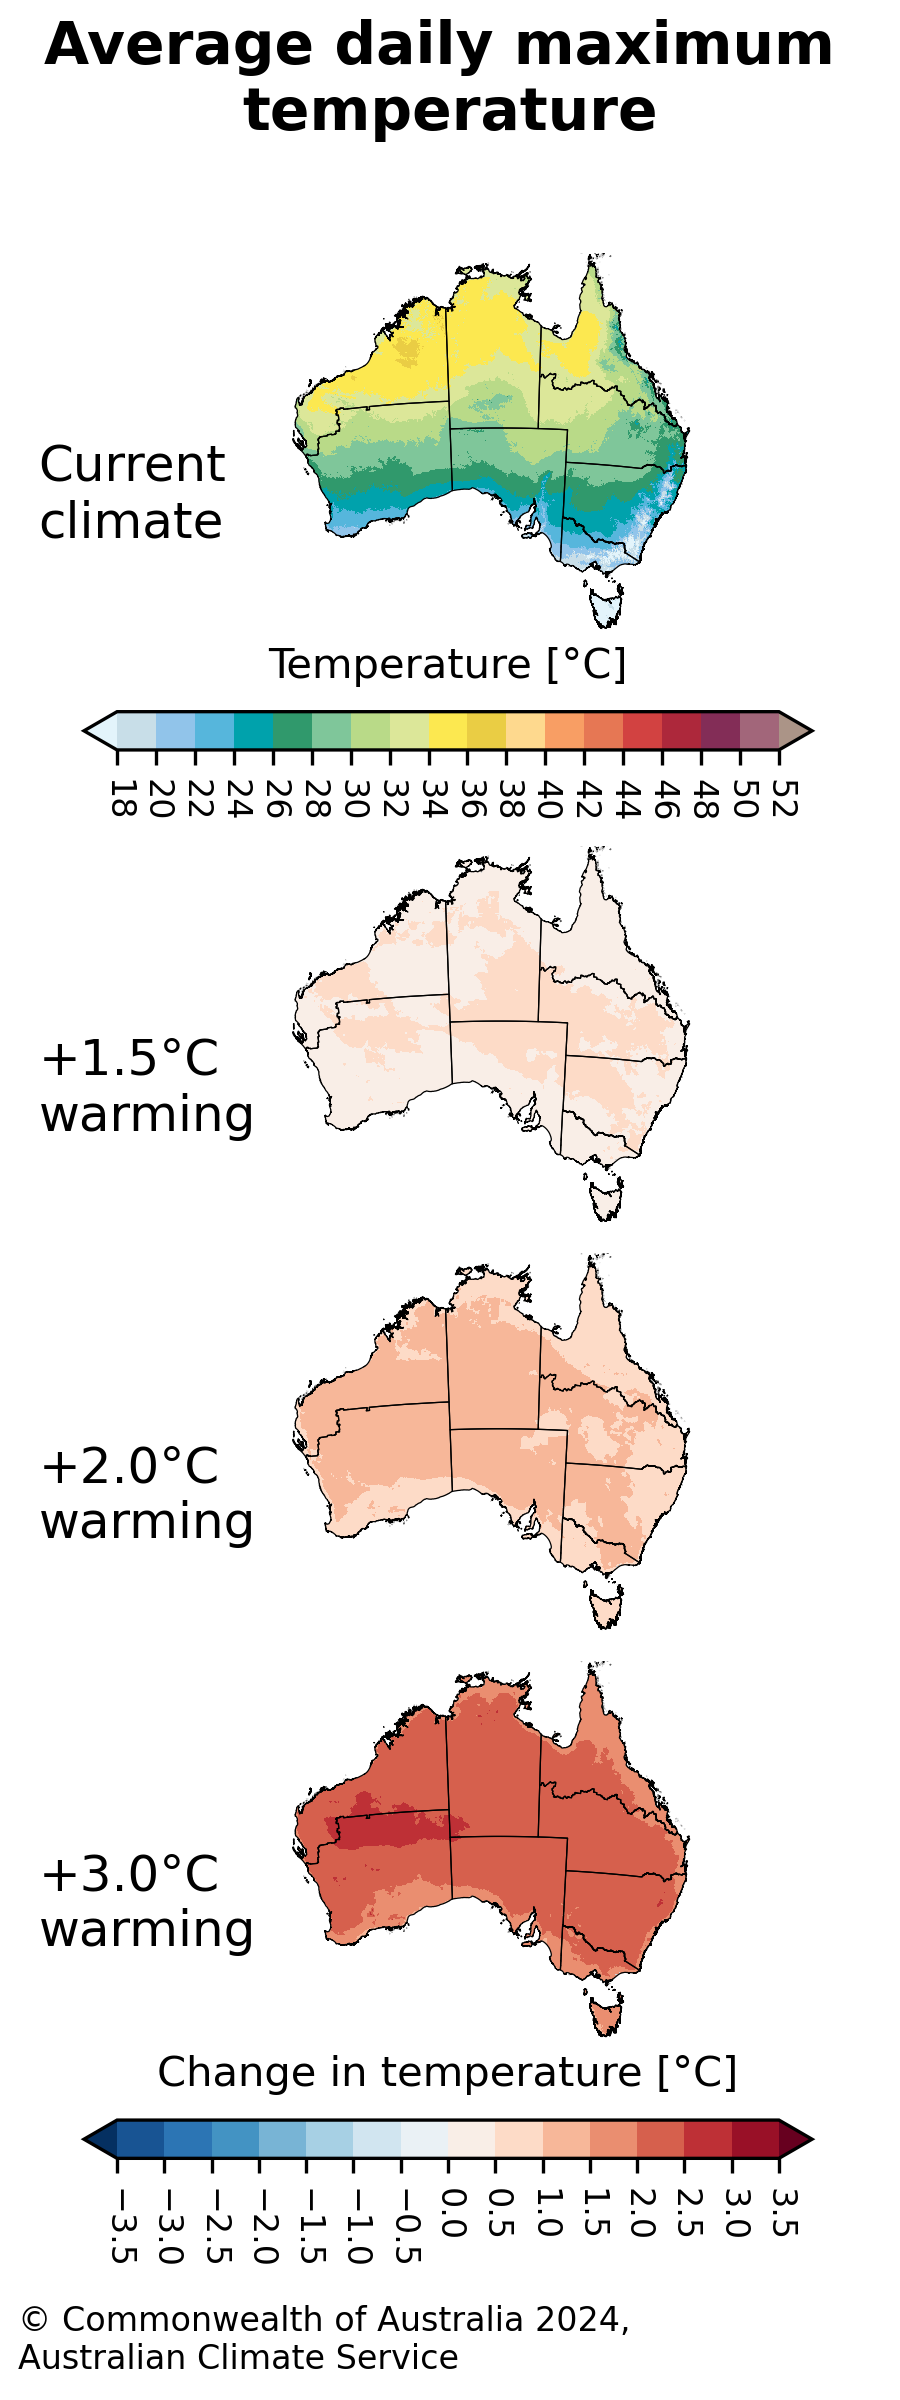 Average daily maximum
temperature
Current
climate
Temperature [°C]
18 20 22 24 26 28 30 32 34 36 38 40 42 44 46 48 50 52
+1.5°C
warming
+2.0°C
warming
+3.0°C
warming
Change in temperature [°C]
−3.5 −3.0 −2.5 −2.0 −1.5 −1.0 −0.5 0.0 0.5 1.0 1.5 2.0 2.5 3.0 3.5
© Commonwealth of Australia 2024,
Australian Climate Service